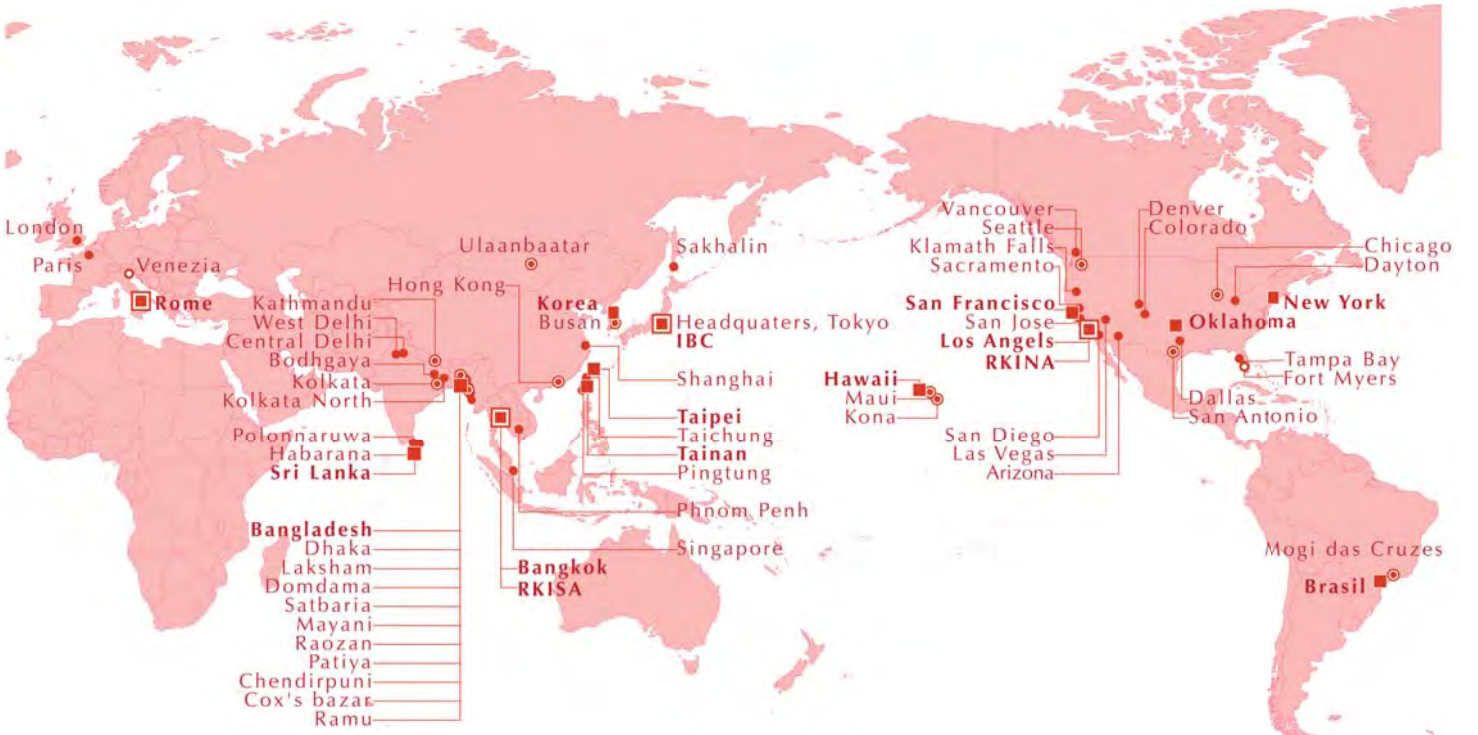 London
Paris
Venezia
Rome
Ulaanbaatar
Sakhalin
Hong Kong
Kathmandu
West Delhi
Central Delhi
Bodhgaya
Kolkata
Kolkata North
Korea
Busan
Headquaters, Tokyo
IBC
Shanghai
Polonnaruwa
Habarana
Sri Lanka
Taipei
Taichung
Tainan
Pingtung
Phnom Penh
Singapore
Bangkok
RKISA
Bangladesh
Dhaka
Laksham
Domdama
Satbaria
Mayani
Raozan
Patiya
Chendirpuni
Cox's bazar
Ramu
Vancouver
Seattle
Klamath Falls
Sacramento
San Francisco
San Jose
Los Angels
RKINA
Hawaii
Maui
Kona
San Diego
Las Vegas
Arizona
Denver
Colorado
Chicago
Dayton
New York
Oklahoma
Tampa Bay
Fort Myers
Dallas
San Antonio
Mogi das Cruzes
Brasil